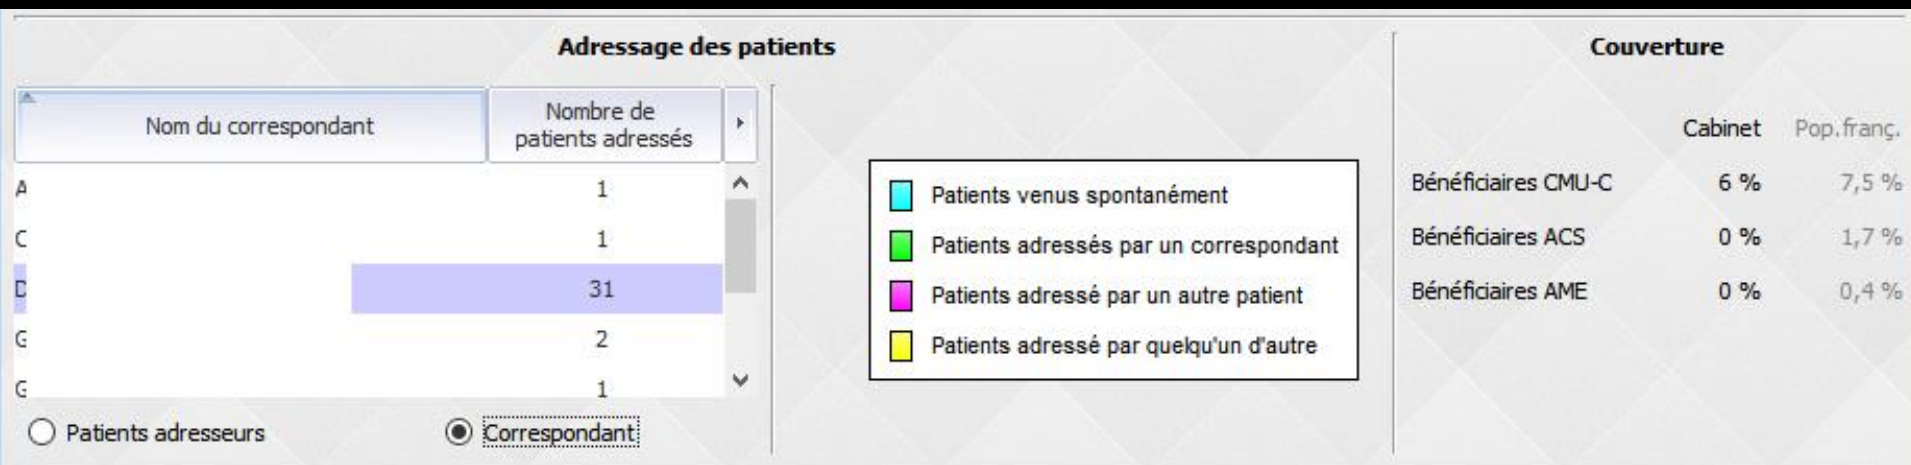 Adressage des patients
Nom du correspondant
Nombre de
patients adressés
A 1
C 1
D 31
G 2
G 1
Patients adresseurs
Correspondant
Patients venus spontanément
Patients adressés par un correspondant
Patients adressé par un autre patient
Patients adressé par quelqu'un d'autre
Couverture
Cabinet Pop.franç.
Bénéficiaires CMU-C 6 % 7,5 %
Bénéficiaires ACS 0 % 1,7 %
Bénéficiaires AME 0 % 0,4 %